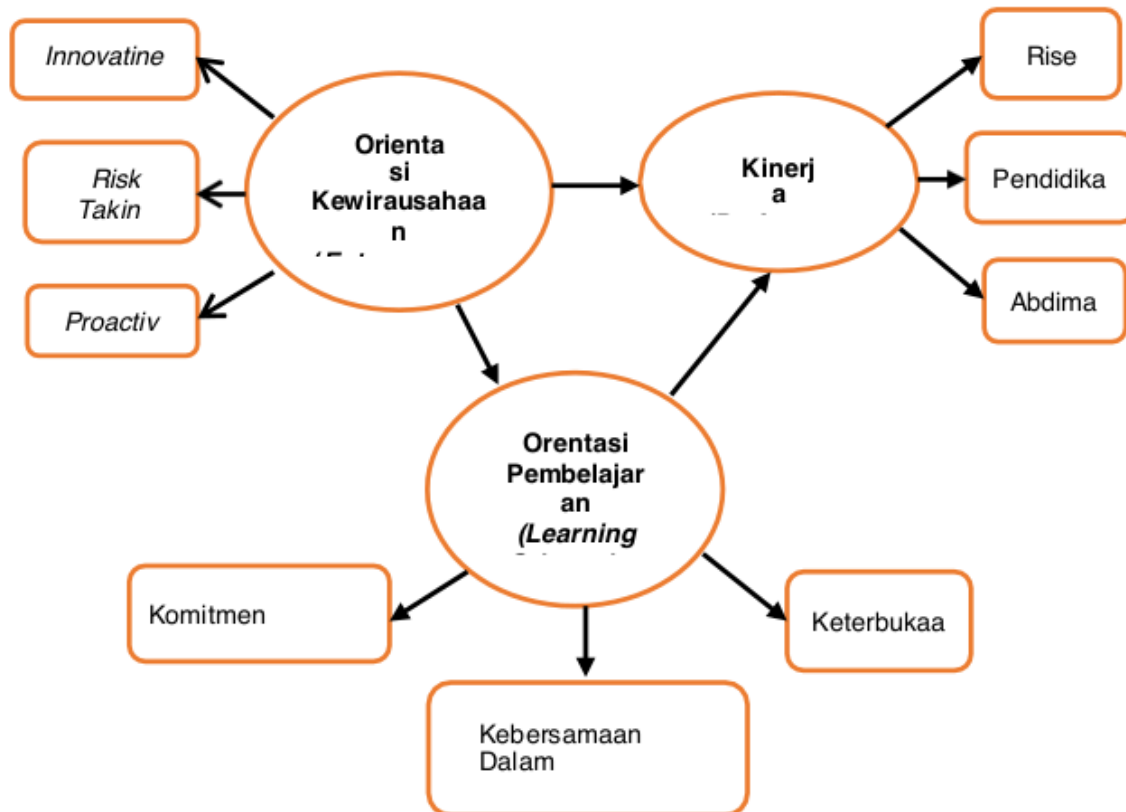 Innovatine
Risk
Takin
Proactiv
Orienta
si
Kewirausahaa
n
Kinerj
a
Rise
Pendidika
Abdima
Orentasi
Pembelajar
an
(Learning
Komitmen
Kebersamaan
Dalam
Keterbukaa